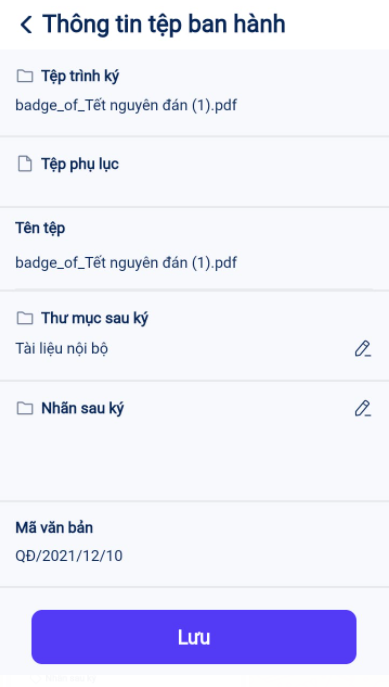 Thông tin tệp ban hành
Tệp trình ký
badge_of_Tết nguyên đán (1).pdf
Tệp phụ lục
Tên tệp
badge_of_Tết nguyên đán (1).pdf
Thư mục sau ký
Tài liệu nội bộ
Nhãn sau ký
Mã văn bản
QĐ/2021/12/10
Lưu